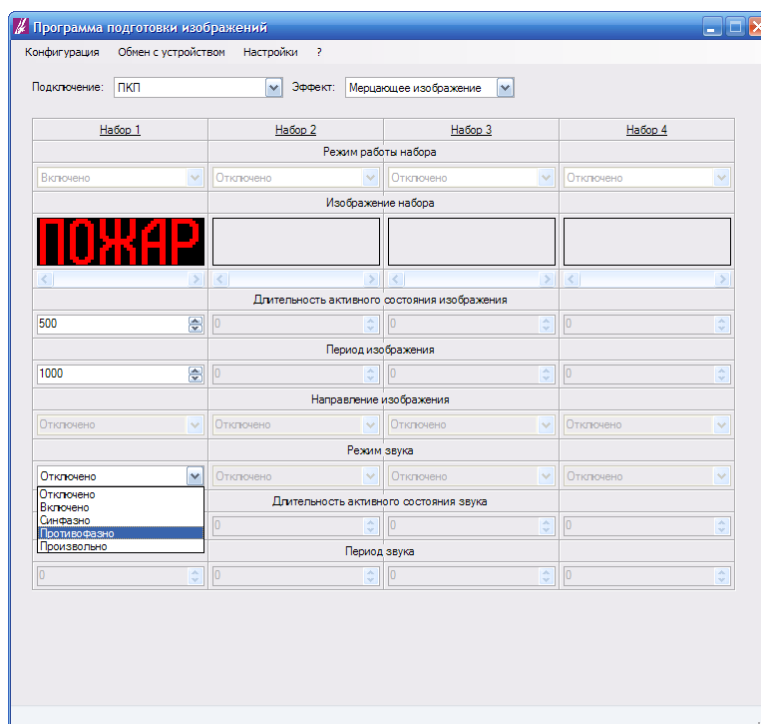 Программа подготовки изображений
Конфигурация Обмен с устройством Настройки ?
Подключение: ПКП Эффект: Мерцающее изображение
Набор 1 Набор 2 Набор 3 Набор 4
Режим работы набора
Включено Отключено Отключено Отключено
Изображение набора
ПОЖАР
Длительность активного состояния изображения
500 0 0 0
Период изображения
1000 0 0 0
Направление изображения
Отключено Отключено Отключено Отключено
Режим звука
Отключено Отключено Отключено Отключено
Отключено
Включено
Синфазно
Противофазно
Произвольно
Длительность активного состояния звука
0 0 0
Период звука
0 0 0 0